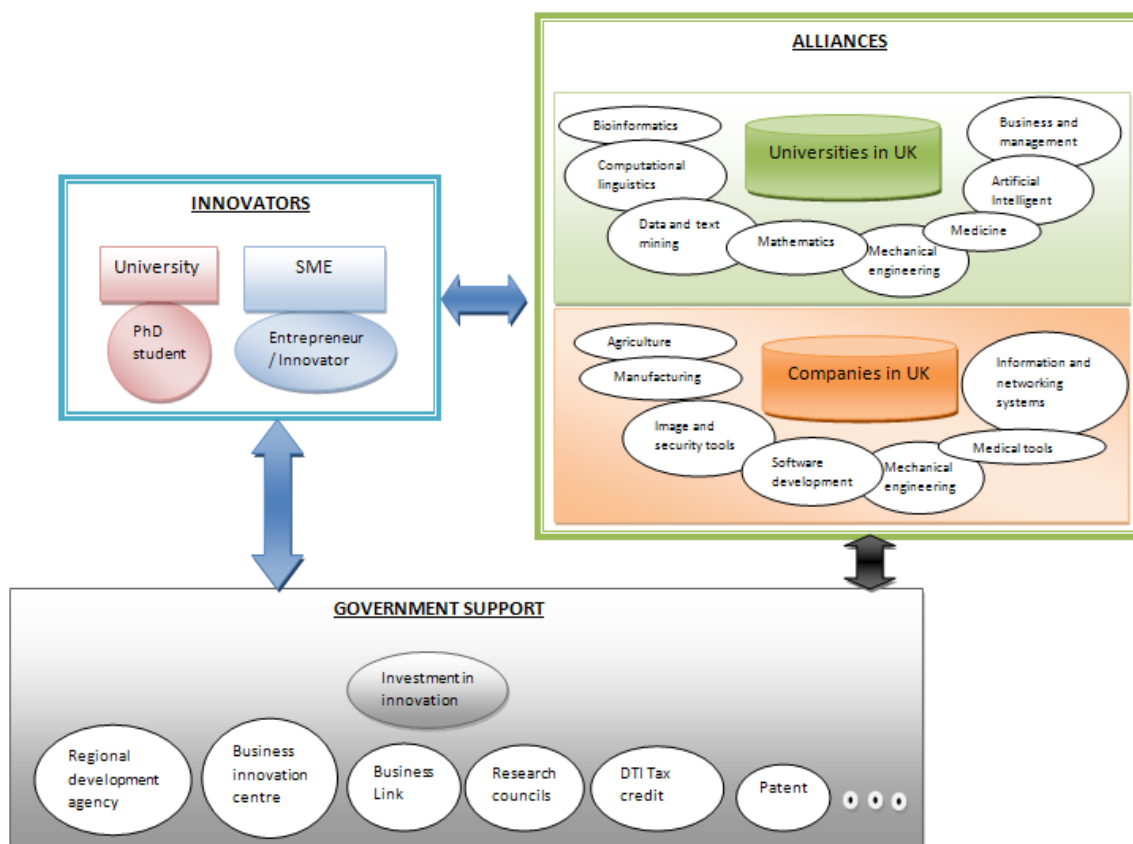 ALLIANCES
Bioinformatics
Universities in UK
Business and
management
Computational
linguistics
Artificial
Intelligent
Data and text
mining
Mathematics
Mechanical
engineering
Medicine
INNOVATORS
University
SME
PhD
student
Entrepreneur
/ Innovator
Agriculture
Companies in UK
Information and
networking
systems
Manufacturing
Image and
security tools
Software
development
Mechanical
engineering
Medical tools
GOVERNMENT SUPPORT
Investment in
innovation
Regional
development
agency
Business
innovation
centre
Business
Link
Research
councils
DTI Tax
credit
Patent